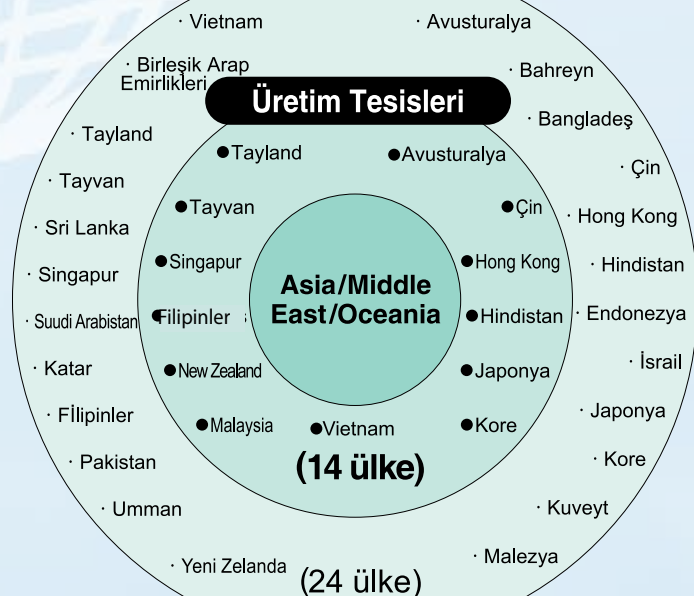 · Vietnam
· Avusturalya
· Birleşik Arap
Emirlikleri
· Bahreyn
Üretim Tesisleri
· Bangladeş
· Tayland
● Tayland
● Avusturalya
· Çin
· Tayvan
● Tayvan
● Çin
· Hong Kong
· Sri Lanka
● Singapur
● Hong Kong
· Hindistan
· Singapur
Asia/Middle
East/Oceania
· Suudi Arabistan
● Filipinler
● Hindistan
· Endonezya
· Katar
● New Zealand
● Japonya
· İsrail
· Fİlipinler
● Malaysia
● Vietnam
● Kore
· Japonya
· Pakistan
(14 ülke)
· Kore
· Umman
· Kuveyt
· Yeni Zelanda
(24 ülke)
· Malezya